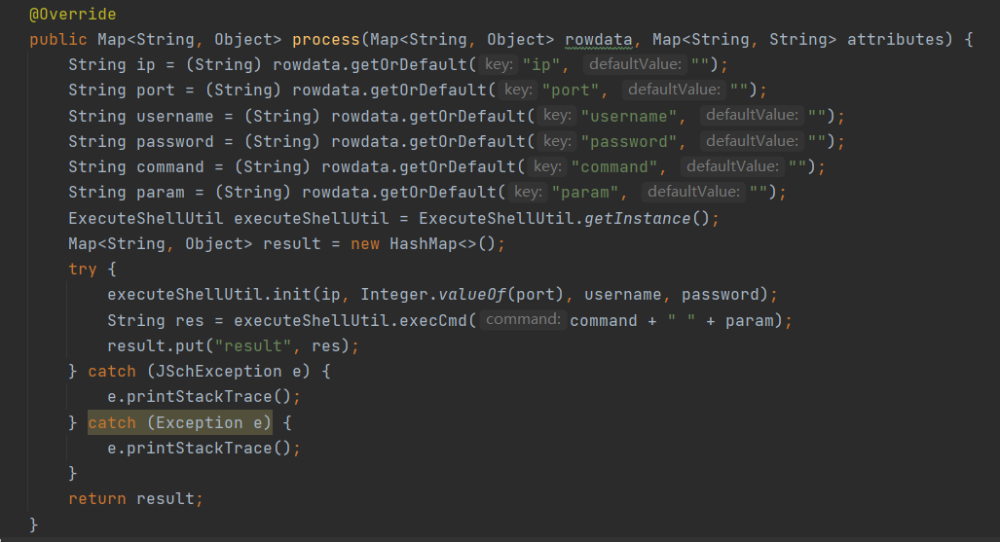 @Override
public Map<String, Object> process(Map<String, Object> rowdata, Map<String, String> attributes) {
String ip = (String) rowdata.getOrDefault( key: "ip", defaultValue: "");
String port = (String) rowdata.getOrDefault( key: "port", defaultValue: "");
String username = (String) rowdata.getOrDefault( key: "username", defaultValue: "");
String password = (String) rowdata.getOrDefault( key: "password", defaultValue: "");
String command = (String) rowdata.getOrDefault( key: "command", defaultValue: "");
String param = (String) rowdata.getOrDefault( key: "param", defaultValue: "");
ExecuteShellUtil executeShellUtil = ExecuteShellUtil.getInstance();
Map<String, Object> result = new HashMap<>();
try {
executeShellUtil.init(ip, Integer.valueOf(port), username, password);
String res = executeShellUtil.execCmd( command: command + " " + param);
result.put("result", res);
} catch (JSchException e) {
e.printStackTrace();
} catch (Exception e) {
e.printStackTrace();
}
return result;
}